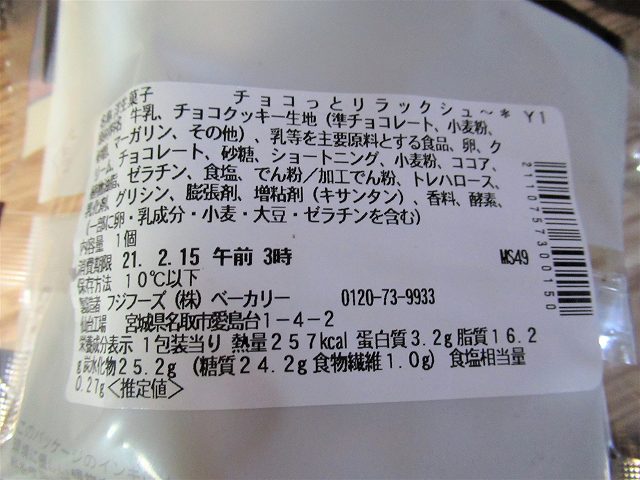 洋生菓子 チョコっとリラックシュ～＊ Y1
牛乳、チョコクッキー生地（準チョコレート、小麦粉、
マーガリン、その他）、乳等を主要原料とする食品、卵、ク
ーム、チョコレート、砂糖、ショートニング、小麦粉、ココア、
ゼラチン、食塩、でん粉／加工でん粉、トレハロース、
グリシン、膨張剤、増粘剤（キサンタン）、香料、酵素、
（一部に卵・乳成分・小麦・大豆・ゼラチンを含む）
内容量 1個
消費期限 21. 2.15 午前 3時 MS49
保存方法 10℃以下
製造者 フジフーズ（株）ベーカリー 0120-73-9933
仙台工場 宮城県名取市愛島台1-4-2
栄養成分表示 1包装当り 熱量257kcal 蛋白質3.2g 脂質16.2
g 炭水化物25.2g （糖質24.2g 食物繊維1.0g） 食塩相当量
0.27g＜推定値＞
2110757300150